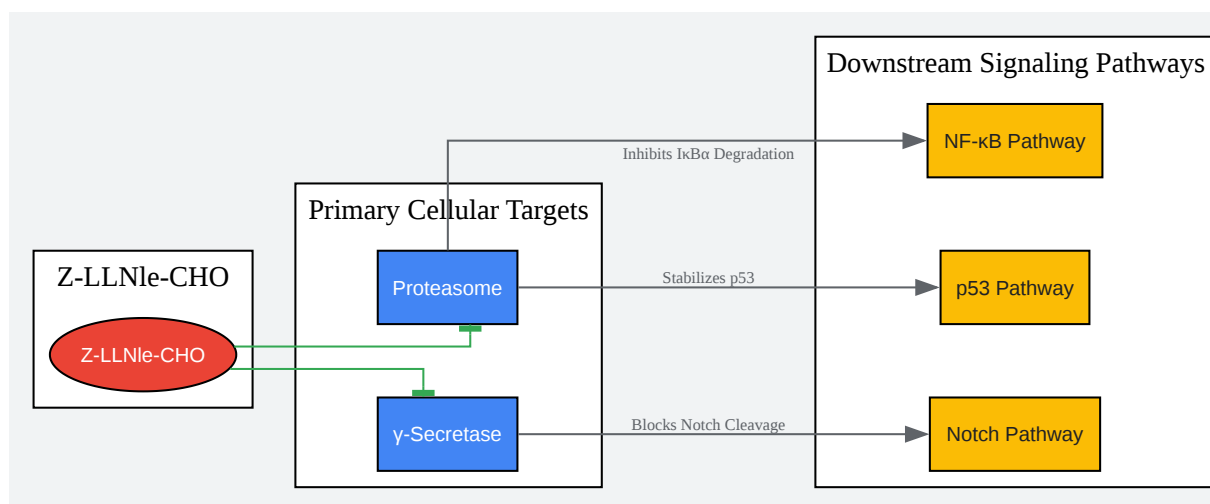 Downstream Signaling Pathways
NF-κB Pathway
Inhibits IκBα Degradation
Primary Cellular Targets
Z-LLNle-CHO
Proteasome
Stabilizes p53
p53 Pathway
Z-LLNle-CHO
γ-Secretase
Blocks Notch Cleavage
Notch Pathway